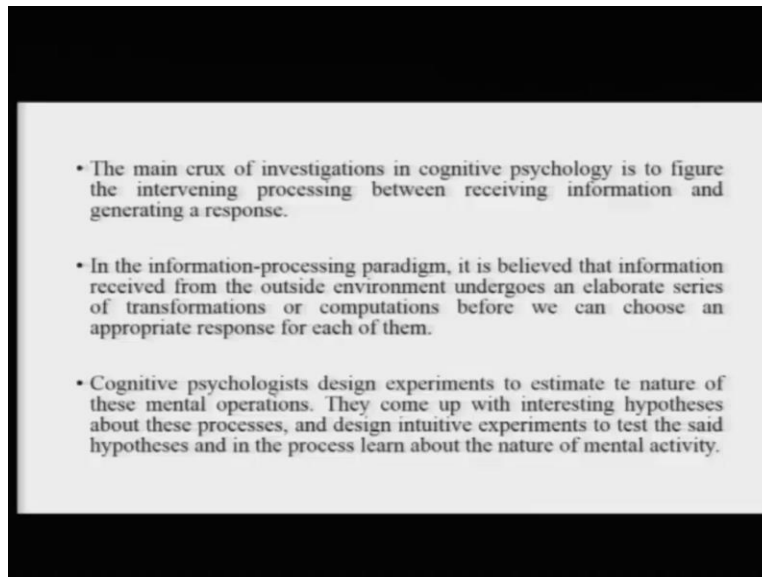 • The main crux of investigations in cognitive psychology is to figure
the intervening processing between receiving information and
generating a response.
• In the information-processing paradigm, it is believed that information
received from the outside environment undergoes an elaborate series
of transformations or computations before we can choose an
appropriate response for each of them.
• Cognitive psychologists design experiments to estimate te nature of
these mental operations. They come up with interesting hypotheses
about these processes, and design intuitive experiments to test the said
hypotheses and in the process learn about the nature of mental activity.